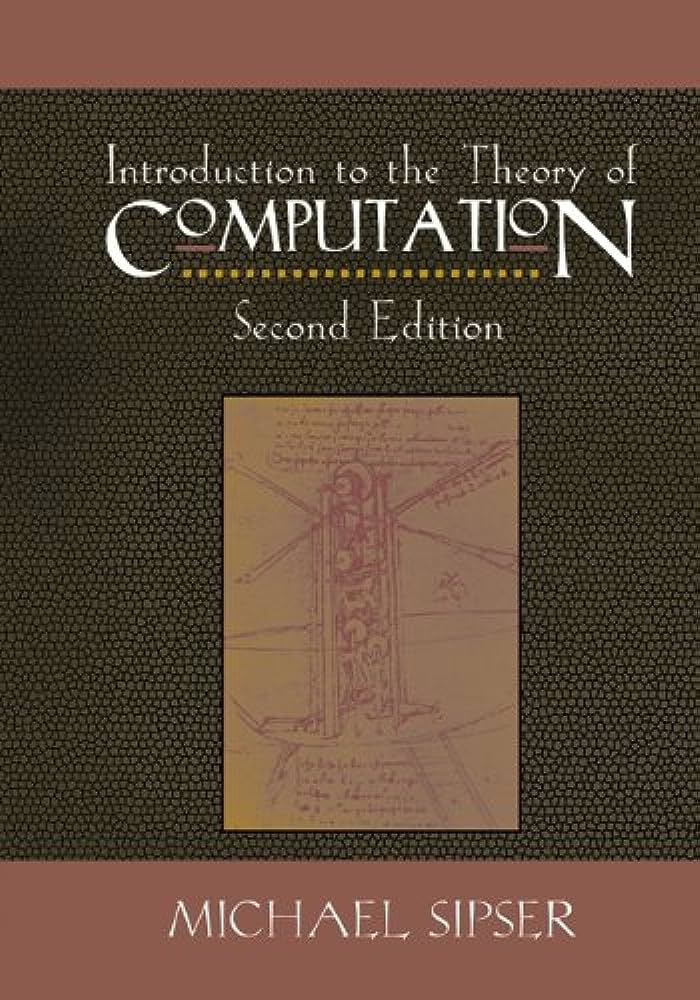 Introduction to the Theory of
COMPUTATION
Second Edition
MICHAEL SIPSER